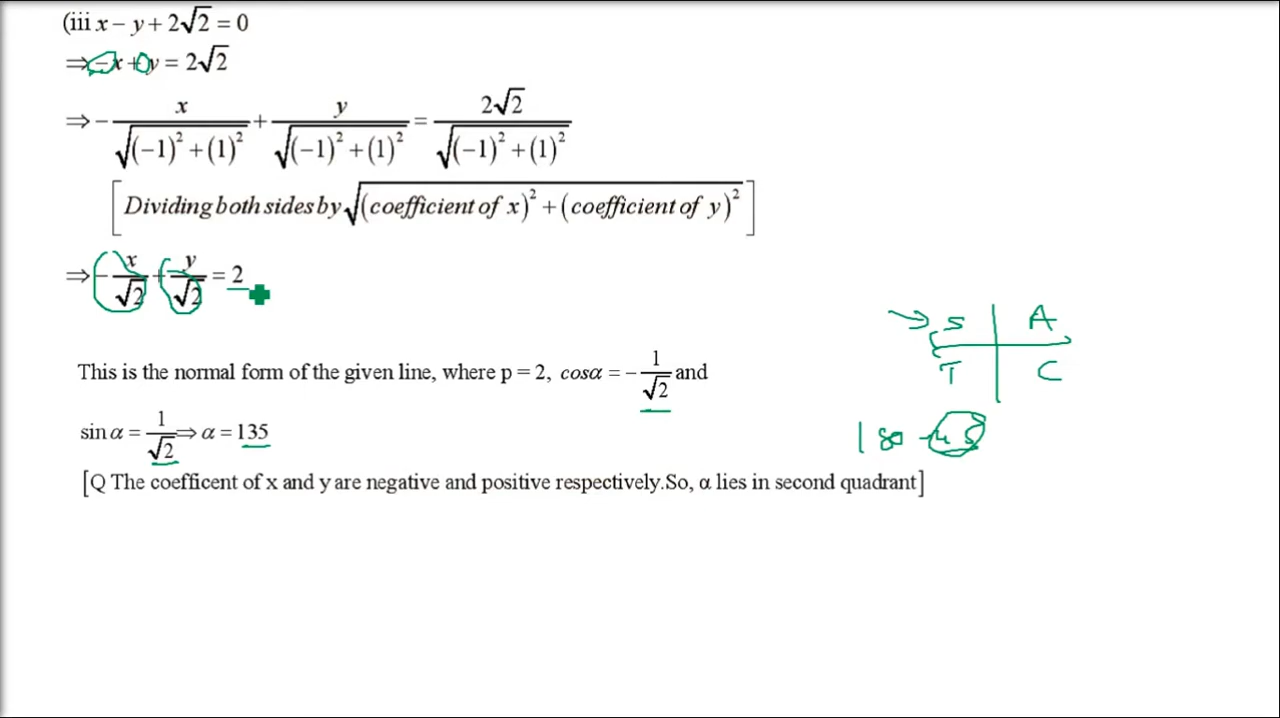 (iii x − y + 2√2 = 0
⇒ −x + y = 2√2
⇒ − x/√((−1)² + (1)²) + y/√((−1)² + (1)²) = 2√2/√((−1)² + (1)²)
[Dividing both sides by √((coefficient of x)² + (coefficient of y)²]
⇒ − x/√2 + y/√2 = 2
S A
T C
This is the normal form of the given line, where p = 2, cosα = − 1/√2 and
sin α = 1/√2 ⇒ α = 135
180 − 45
[Q The coefficent of x and y are negative and positive respectively.So, α lies in second quadrant]